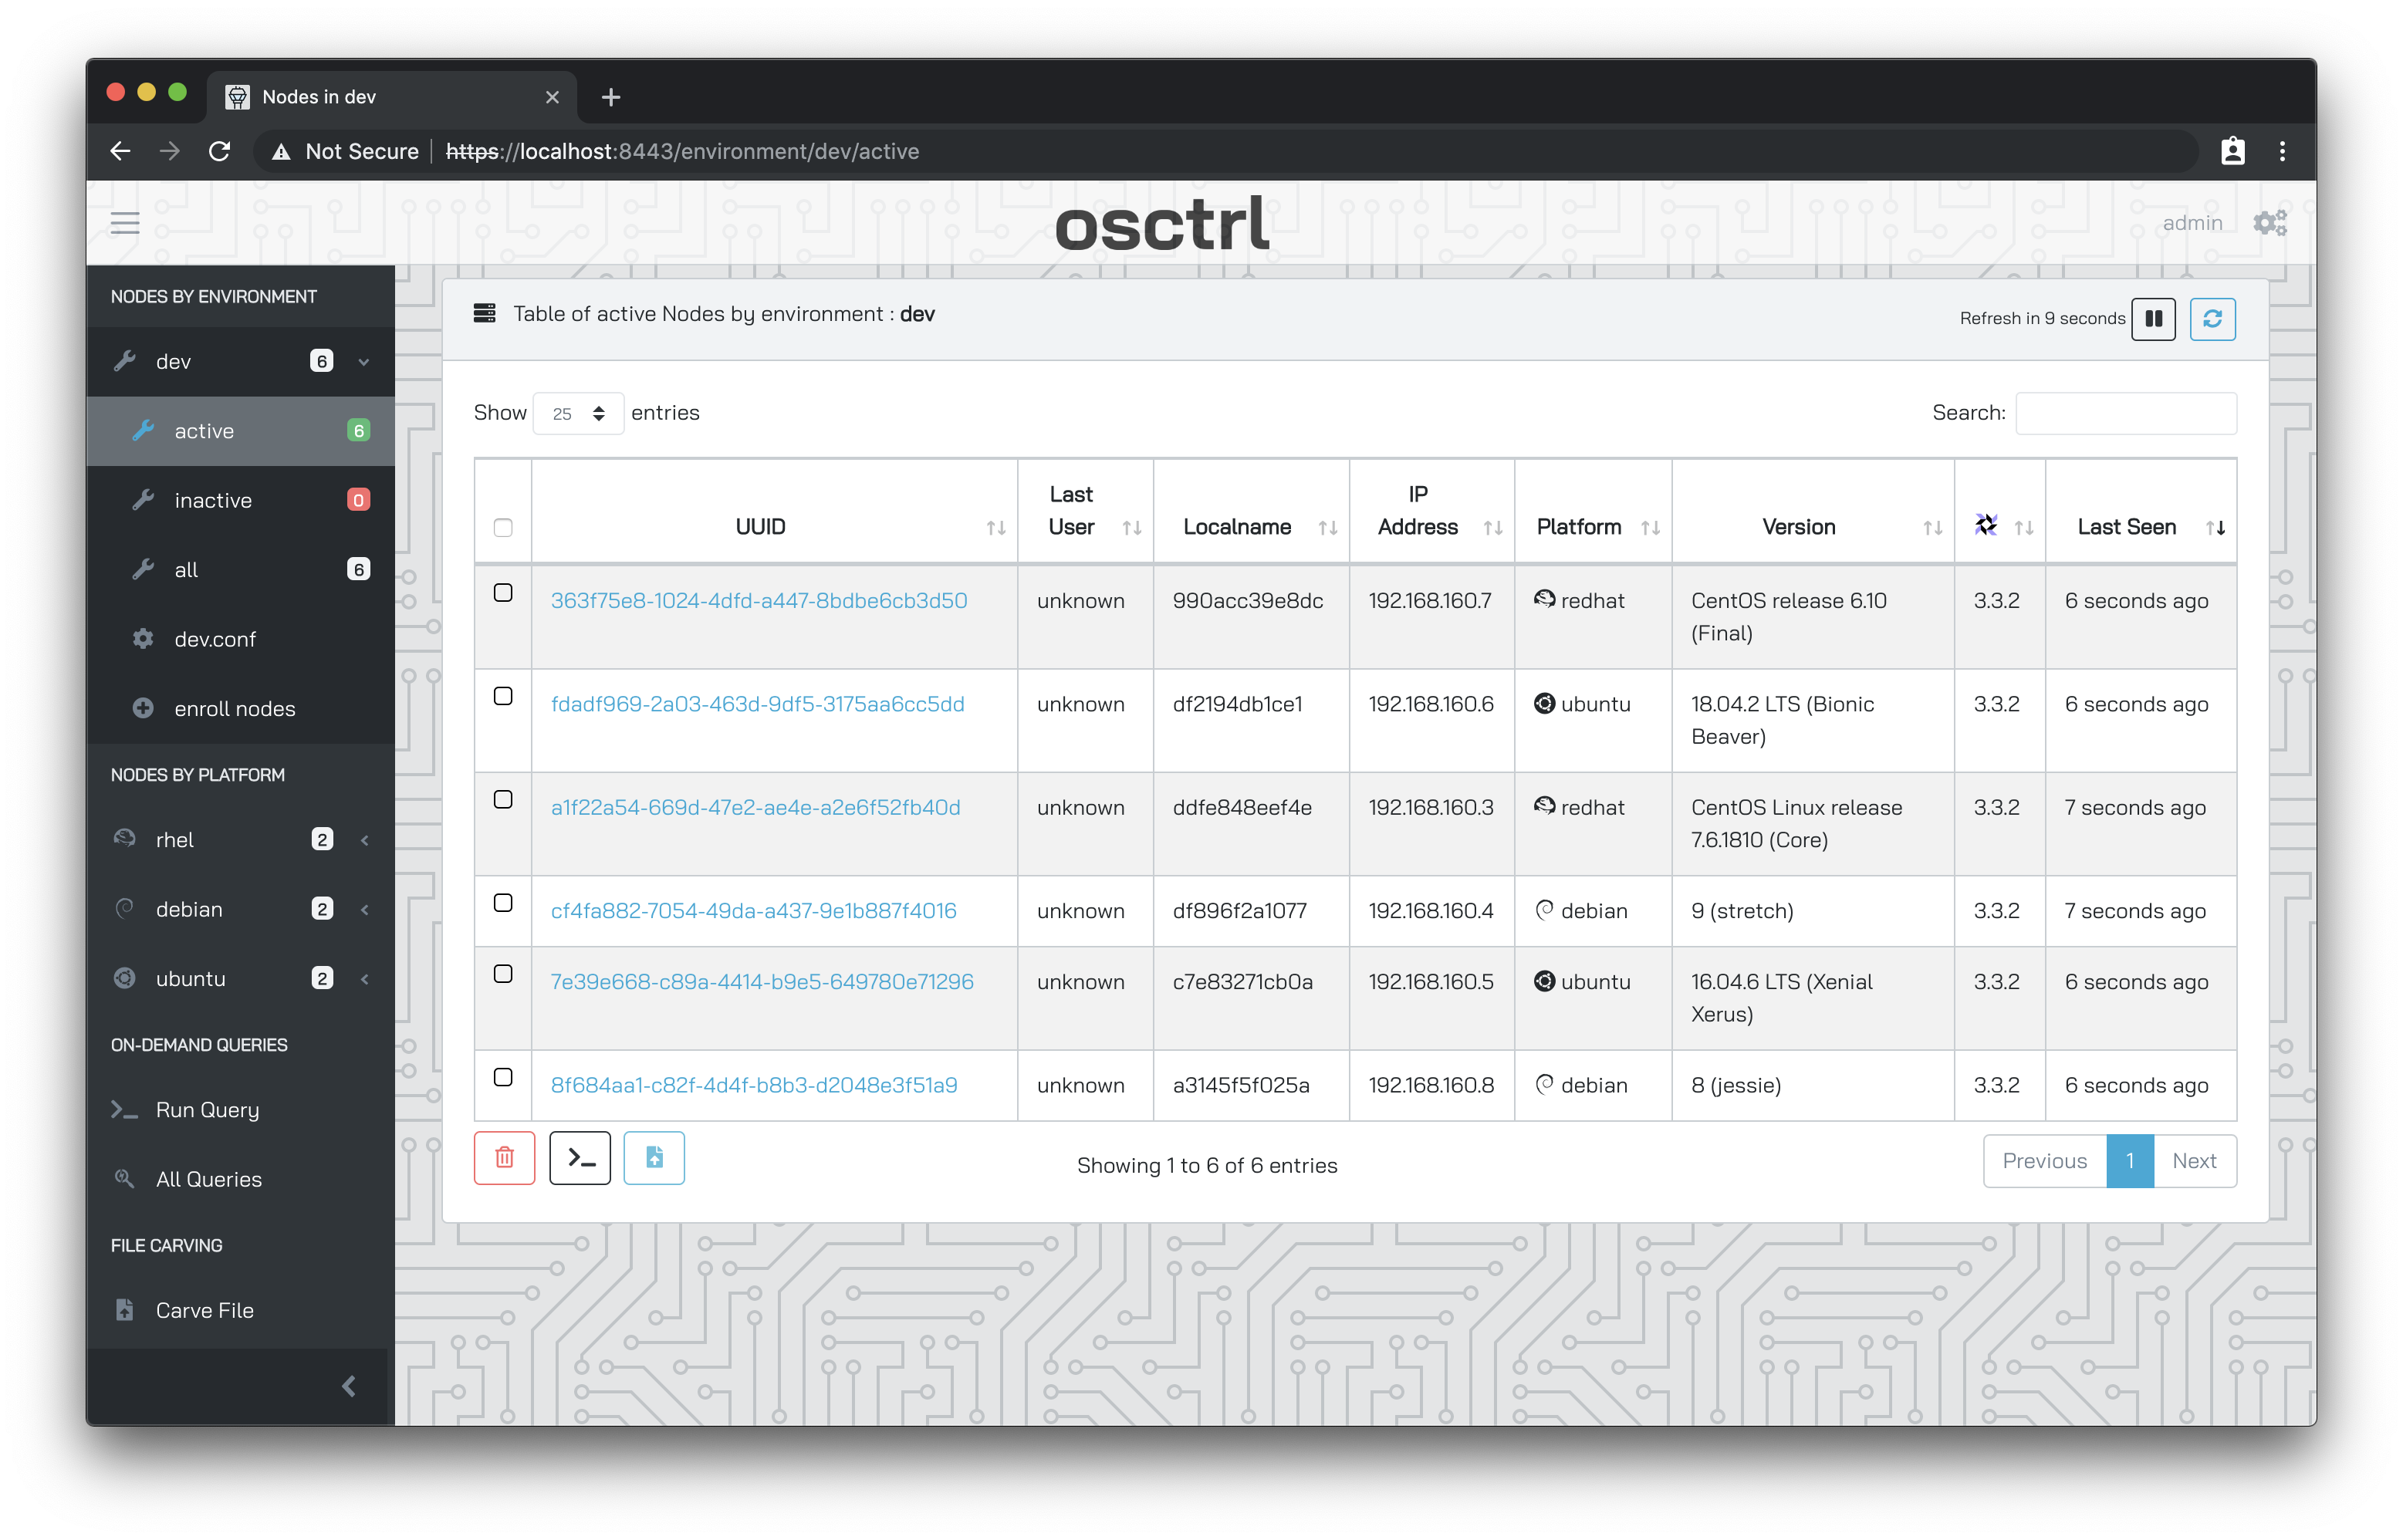 Nodes in dev
Not Secure | https://localhost:8443/environment/dev/active
osctrl
admin
NODES BY ENVIRONMENT
dev 6
active 6
inactive 0
all 6
dev.conf
enroll nodes
NODES BY PLATFORM
rhel 2
debian 2
ubuntu 2
ON-DEMAND QUERIES
Run Query
All Queries
FILE CARVING
Carve File
Table of active Nodes by environment : dev
Refresh in 9 seconds
Show 25 entries
Search:
UUID Last User Localname IP Address Platform Version Last Seen
363f75e8-1024-4dfd-a447-8bdbe6cb3d50 unknown 990acc39e8dc 192.168.160.7 redhat CentOS release 6.10 (Final) 3.3.2 6 seconds ago
fdadf969-2a03-463d-9df5-3175aa6cc5dd unknown df2194db1ce1 192.168.160.6 ubuntu 18.04.2 LTS (Bionic Beaver) 3.3.2 6 seconds ago
a1f22a54-669d-47e2-ae4e-a2e6f52fb40d unknown ddfe848eef4e 192.168.160.3 redhat CentOS Linux release 7.6.1810 (Core) 3.3.2 7 seconds ago
cf4fa882-7054-49da-a437-9e1b887f4016 unknown df896f2a1077 192.168.160.4 debian 9 (stretch) 3.3.2 7 seconds ago
7e39e668-c89a-4414-b9e5-649780e71296 unknown c7e83271cb0a 192.168.160.5 ubuntu 16.04.6 LTS (Xenial Xerus) 3.3.2 6 seconds ago
8f684aa1-c82f-4d4f-b8b3-d2048e3f51a9 unknown a3145f5f025a 192.168.160.8 debian 8 (jessie) 3.3.2 6 seconds ago
Showing 1 to 6 of 6 entries
Previous 1 Next